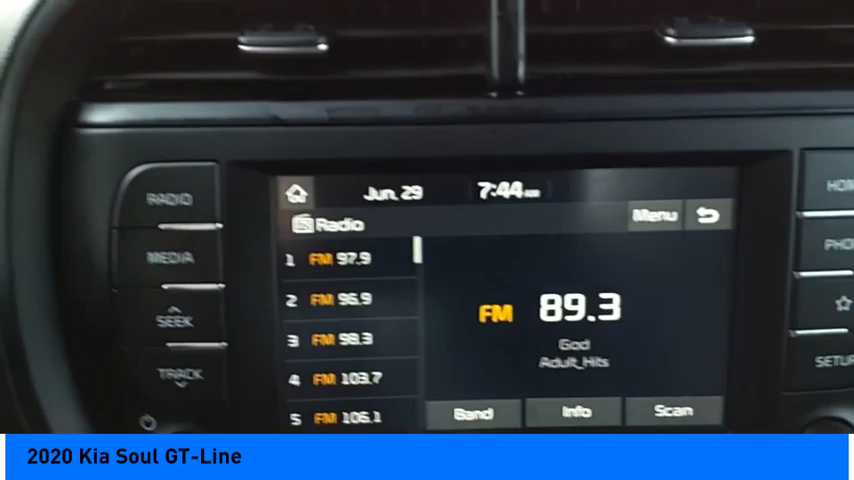 Jun. 29 7:44 AM
Radio Menu
1 FM 97.9
2 FM 96.9
3 FM 98.3
4 FM 103.7
5 FM 106.1
FM 89.3
God
Adult_Hits
Band Info Scan
RADIO
MEDIA
SEEK
TRACK
HOM
PHO
SETUP
2020 Kia Soul GT-Line